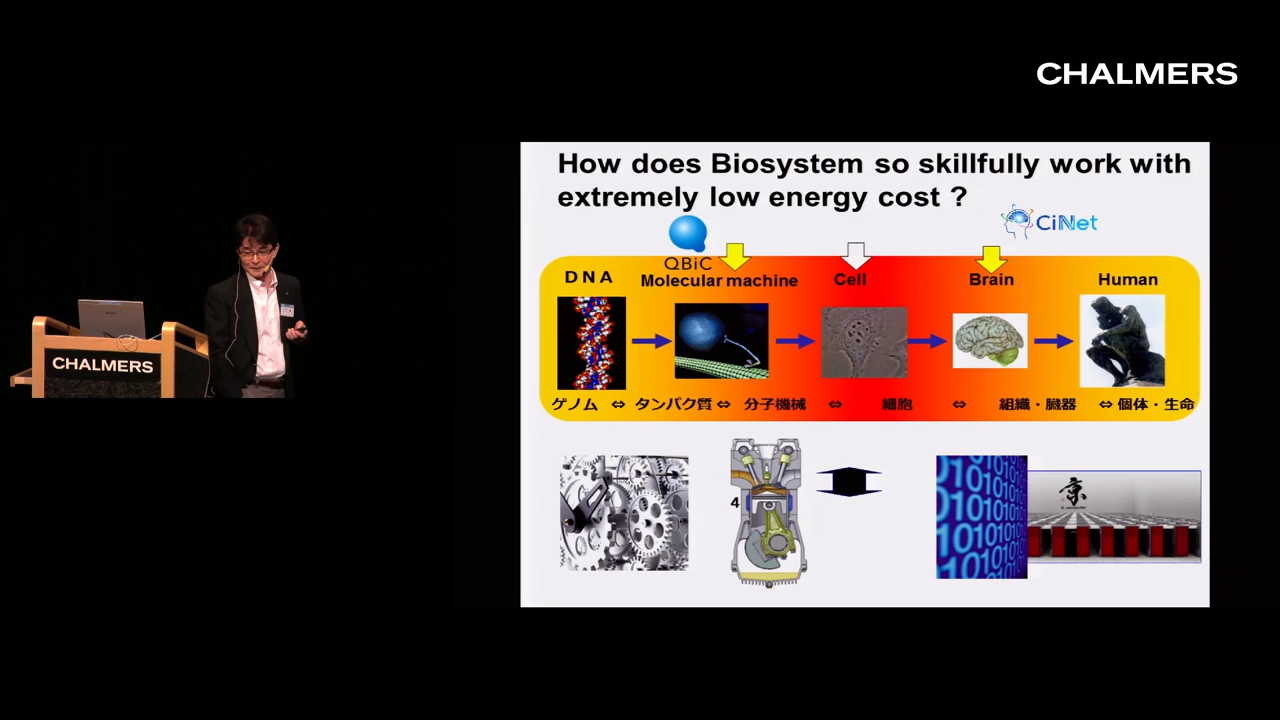 CHALMERS
CHALMERS
How does Biosystem so skillfully work with
extremely low energy cost ?
QBiC
CiNet
DNA
Molecular machine
Cell
Brain
Human
ゲノム ⇔ タンパク質 ⇔ 分子機械 ⇔ 細胞 ⇔ 組織・臓器 ⇔ 個体・生命
4
京